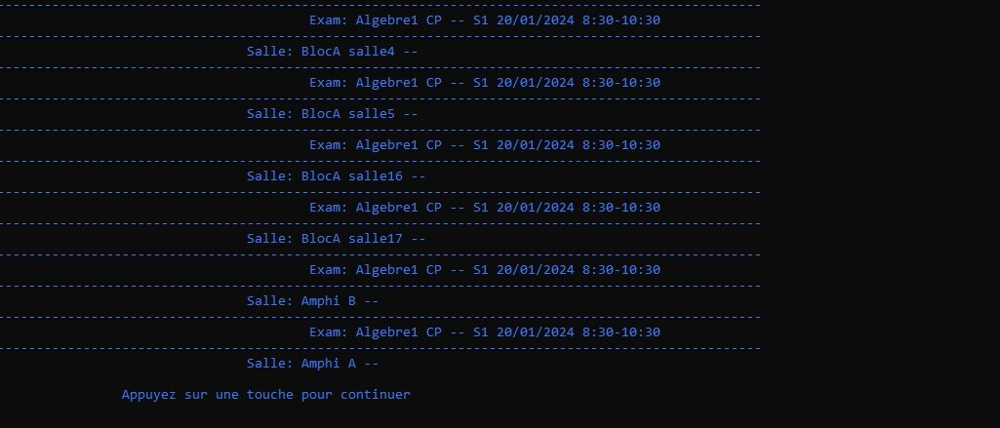 Exam: Algebre1 CP -- S1 20/01/2024 8:30-10:30
Salle: BlocA salle4 --
Exam: Algebre1 CP -- S1 20/01/2024 8:30-10:30
Salle: BlocA salle5 --
Exam: Algebre1 CP -- S1 20/01/2024 8:30-10:30
Salle: BlocA salle16 --
Exam: Algebre1 CP -- S1 20/01/2024 8:30-10:30
Salle: BlocA salle17 --
Exam: Algebre1 CP -- S1 20/01/2024 8:30-10:30
Salle: Amphi B --
Exam: Algebre1 CP -- S1 20/01/2024 8:30-10:30
Salle: Amphi A --
Appuyez sur une touche pour continuer